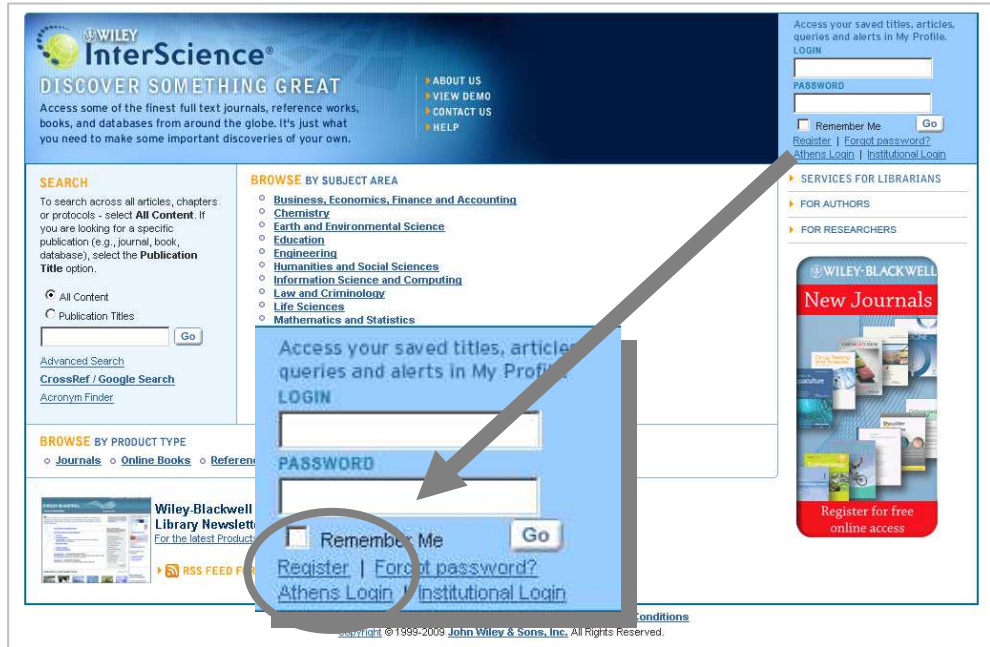 WILEY
InterScience®
DISCOVER SOMETHING GREAT
Access some of the finest full text journals, reference works,
books, and databases from around the globe. It's just what
you need to make some important discoveries of your own.
ABOUT US
VIEW DEMO
CONTACT US
HELP
Access your saved titles, articles,
queries and alerts in My Profile.
LOGIN
PASSWORD
Remember Me Go
Register | Forgot password?
Athens Login | Institutional Login
SEARCH
To search across all articles, chapters
or protocols - select All Content. If
you are looking for a specific
publication (e.g., journal, book,
database), select the Publication
Title option.
All Content
Publication Titles
Go
Advanced Search
CrossRef / Google Search
Acronym Finder
BROWSE BY SUBJECT AREA
Business, Economics, Finance and Accounting
Chemistry
Earth and Environmental Science
Education
Engineering
Humanities and Social Sciences
Information Science and Computing
Law and Criminology
Life Sciences
Mathematics and Statistics
SERVICES FOR LIBRARIANS
FOR AUTHORS
FOR RESEARCHERS
WILEY-BLACKWELL
New Journals
Register for free
online access
Access your saved titles, articles
queries and alerts in My Profile.
LOGIN
PASSWORD
Remember Me Go
Register | Forgot password?
Athens Login | Institutional Login
BROWSE BY PRODUCT TYPE
Journals Online Books
Wiley-Blackwell
Library
For the latest
RSS FEED
Conditions
Copyright © 1999-2009 John Wiley & Sons, Inc. All Rights Reserved.